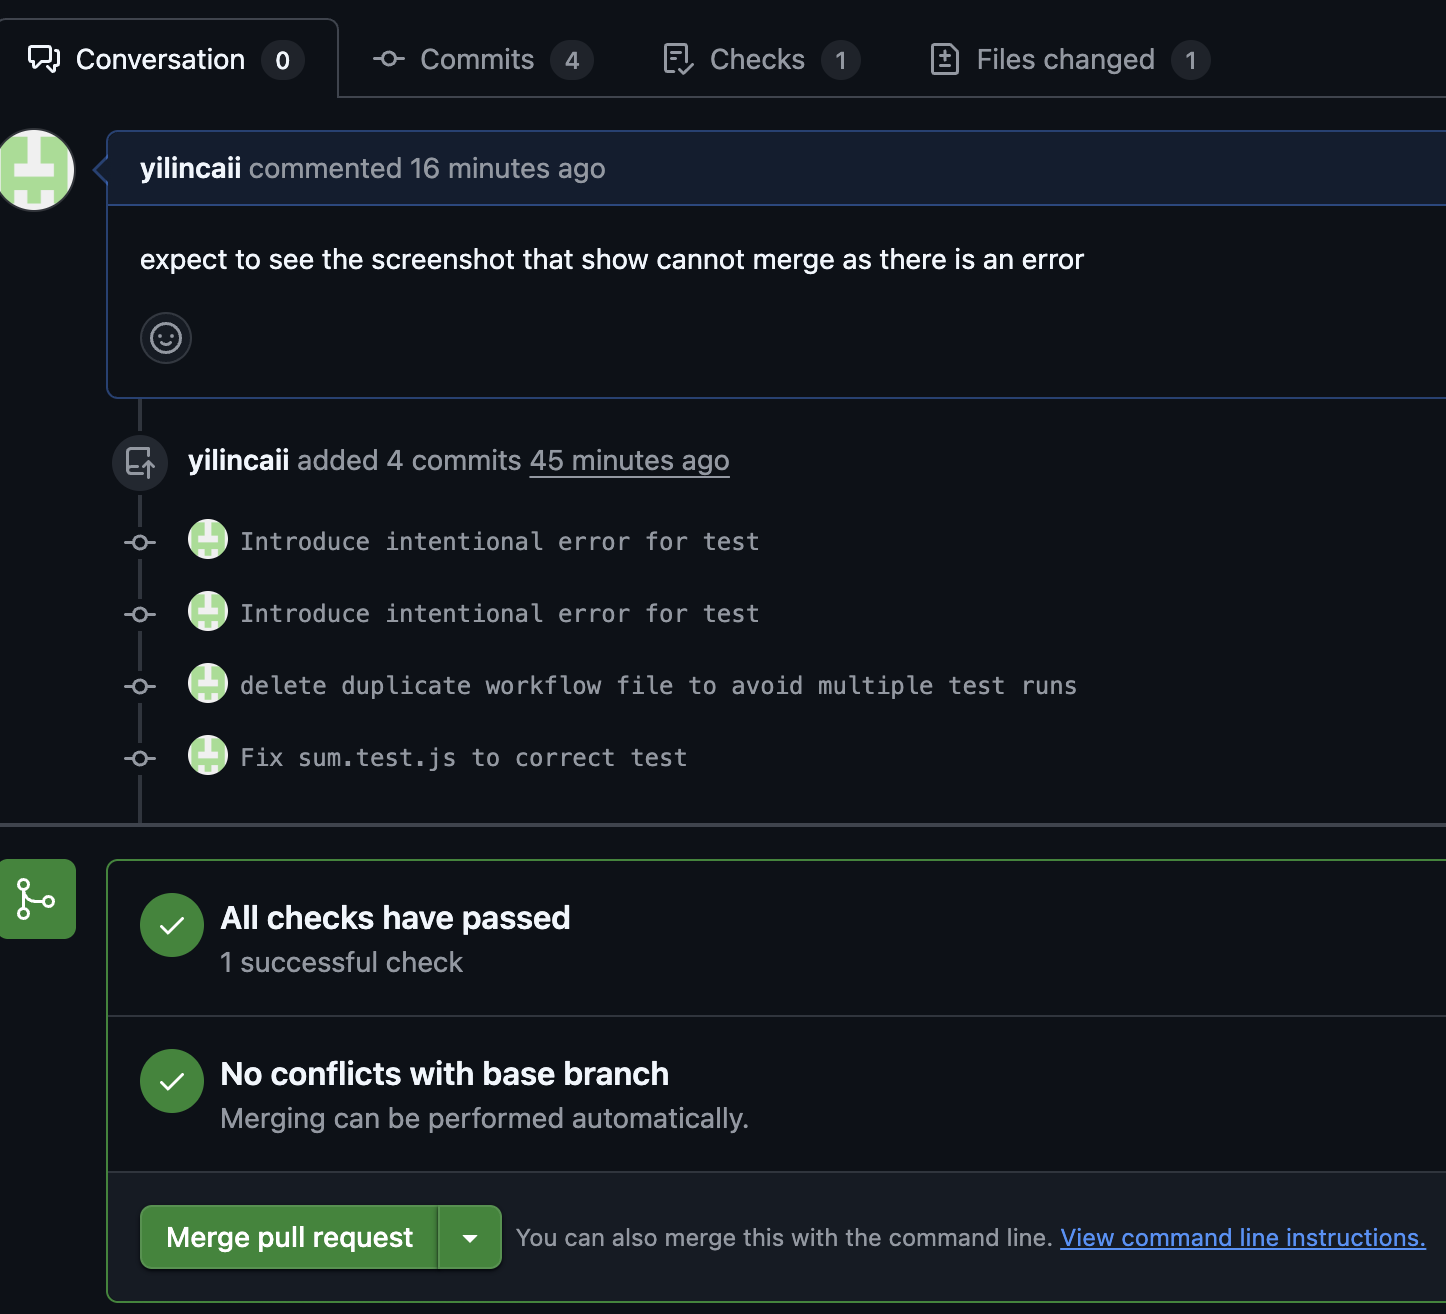 Conversation 0 Commits 4 Checks 1 Files changed 1
yilincaii commented 16 minutes ago
expect to see the screenshot that show cannot merge as there is an error
yilincaii added 4 commits 45 minutes ago
Introduce intentional error for test
Introduce intentional error for test
delete duplicate workflow file to avoid multiple test runs
Fix sum.test.js to correct test
All checks have passed
1 successful check
No conflicts with base branch
Merging can be performed automatically.
Merge pull request You can also merge this with the command line. View command line instructions.